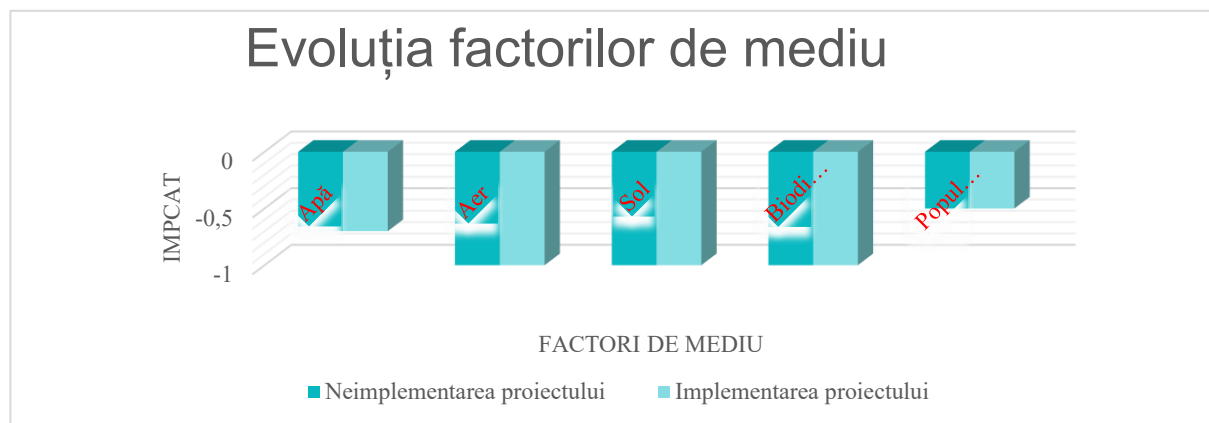 Evoluția factorilor de mediu
0
-0,5
-1
IMPCAT
Apă
Aer
Sol
Biodi…
Popul…
FACTORI DE MEDIU
Neimplementarea proiectului
Implementarea proiectului